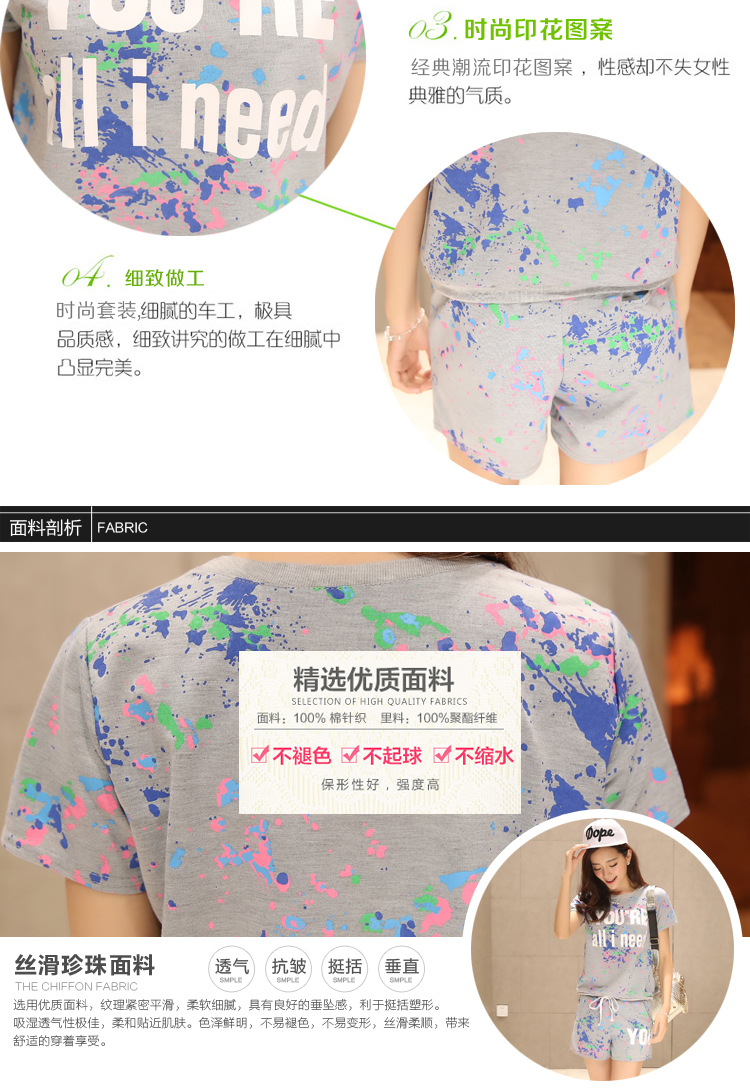 YOU'RE
all i need
03. 时尚印花图案
经典潮流印花图案 ，性感却不失女性
典雅的气质。
04. 细致做工
时尚套装,细腻的车工，极具
品质感，细致讲究的做工在细腻中
凸显完美。
面料剖析 FABRIC
精选优质面料
SELECTION OF HIGH QUALITY FABRICS
面料：100% 棉针织 里料：100%聚酯纤维
不褪色 不起球 不缩水
保形性好，强度高
Dope
YOU'RE
all i need
YO
丝滑珍珠面料
THE CHIFFON FABRIC
透气 抗皱 挺括 垂直
SMPLE SMPLE SMPLE SMPLE
选用优质面料，纹理紧密平滑，柔软细腻，具有良好的垂坠感，利于挺括塑形。
吸湿透气性极佳，柔和贴近肌肤。色泽鲜明，不易褪色，不易变形，丝滑柔顺，带来
舒适的穿着享受。